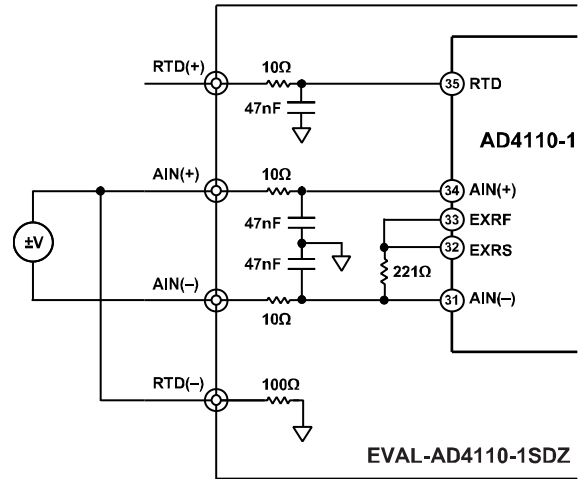 RTD(+)
10Ω
47nF
35
RTD
AD4110-1
AIN(+)
10Ω
34
AIN(+)
47nF
33
EXRF
±V
47nF
32
EXRS
221Ω
AIN(–)
31
AIN(–)
10Ω
RTD(–)
100Ω
EVAL-AD4110-1SDZ